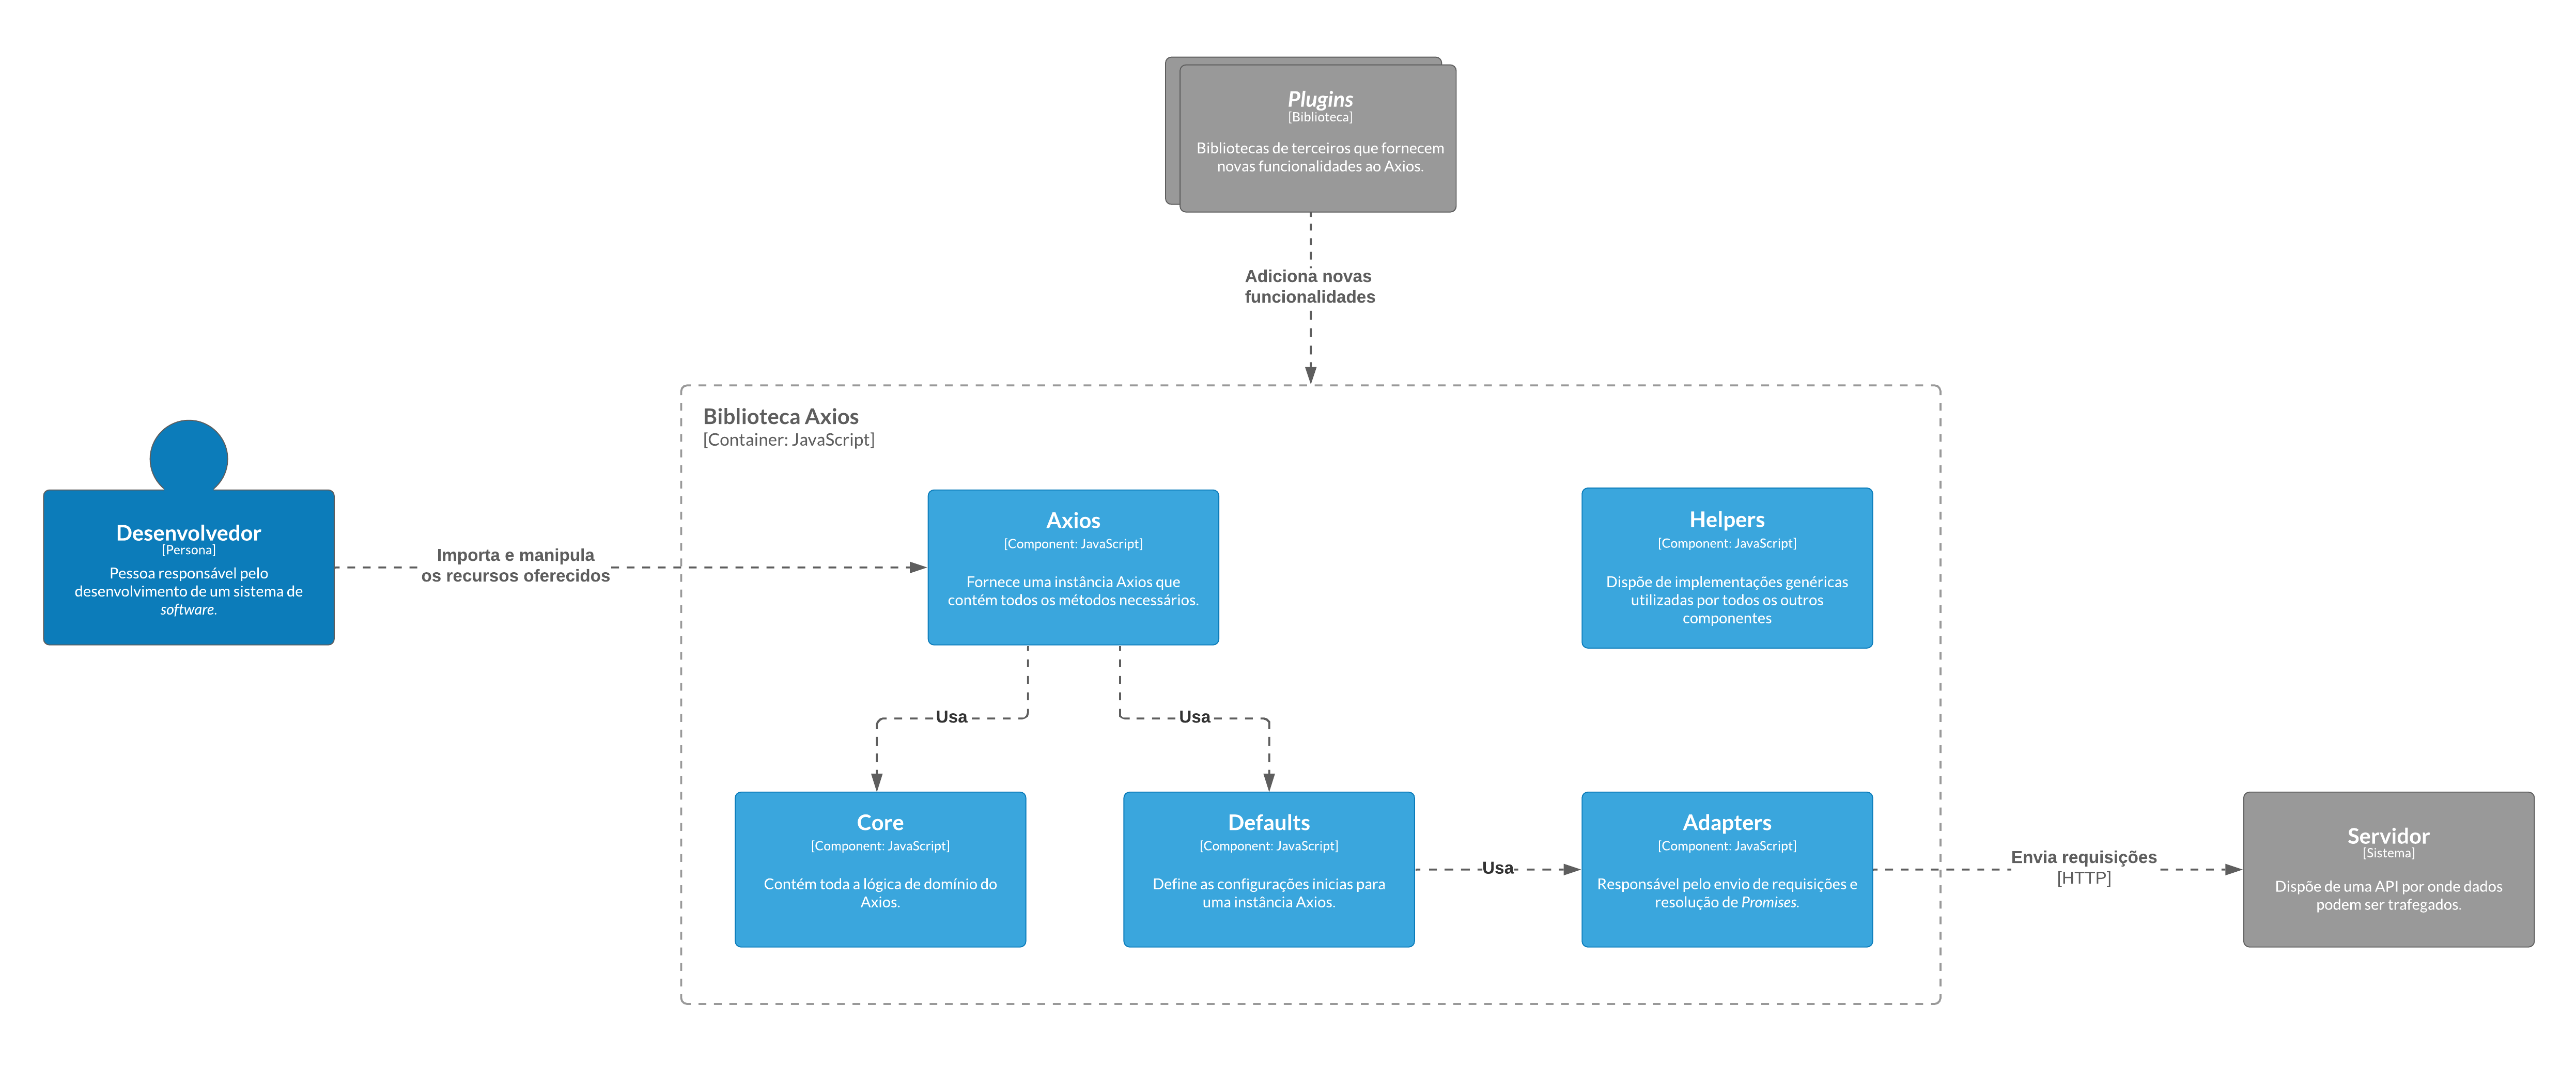 Plugins
[Biblioteca]
Bibliotecas de terceiros que fornecem
novas funcionalidades ao Axios.
Adiciona novas
funcionalidades
Biblioteca Axios
[Container: JavaScript]
Desenvolvedor
[Persona]
Pessoa responsável pelo
desenvolvimento de um sistema de
software.
Importa e manipula
os recursos oferecidos
Axios
[Component: JavaScript]
Fornece uma instância Axios que
contém todos os métodos necessários.
Helpers
[Component: JavaScript]
Dispõe de implementações genéricas
utilizadas por todos os outros
componentes
Usa
Usa
Core
[Component: JavaScript]
Contém toda a lógica de domínio do
Axios.
Defaults
[Component: JavaScript]
Define as configurações inicias para
uma instância Axios.
Usa
Adapters
[Component: JavaScript]
Responsável pelo envio de requisições e
resolução de Promises.
Envia requisições
[HTTP]
Servidor
[Sistema]
Dispõe de uma API por onde dados
podem ser trafegados.